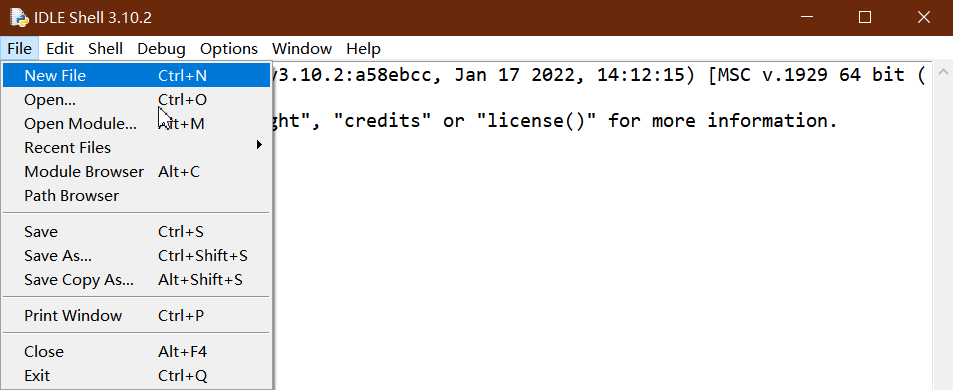 IDLE Shell 3.10.2
File Edit Shell Debug Options Window Help
New File Ctrl+N
Open... Ctrl+O
Open Module... Alt+M
Recent Files
Module Browser Alt+C
Path Browser
Save Ctrl+S
Save As... Ctrl+Shift+S
Save Copy As... Alt+Shift+S
Print Window Ctrl+P
Close Alt+F4
Exit Ctrl+Q
v3.10.2:a58ebcc, Jan 17 2022, 14:12:15) [MSC v.1929 64 bit (
ght", "credits" or "license()" for more information.